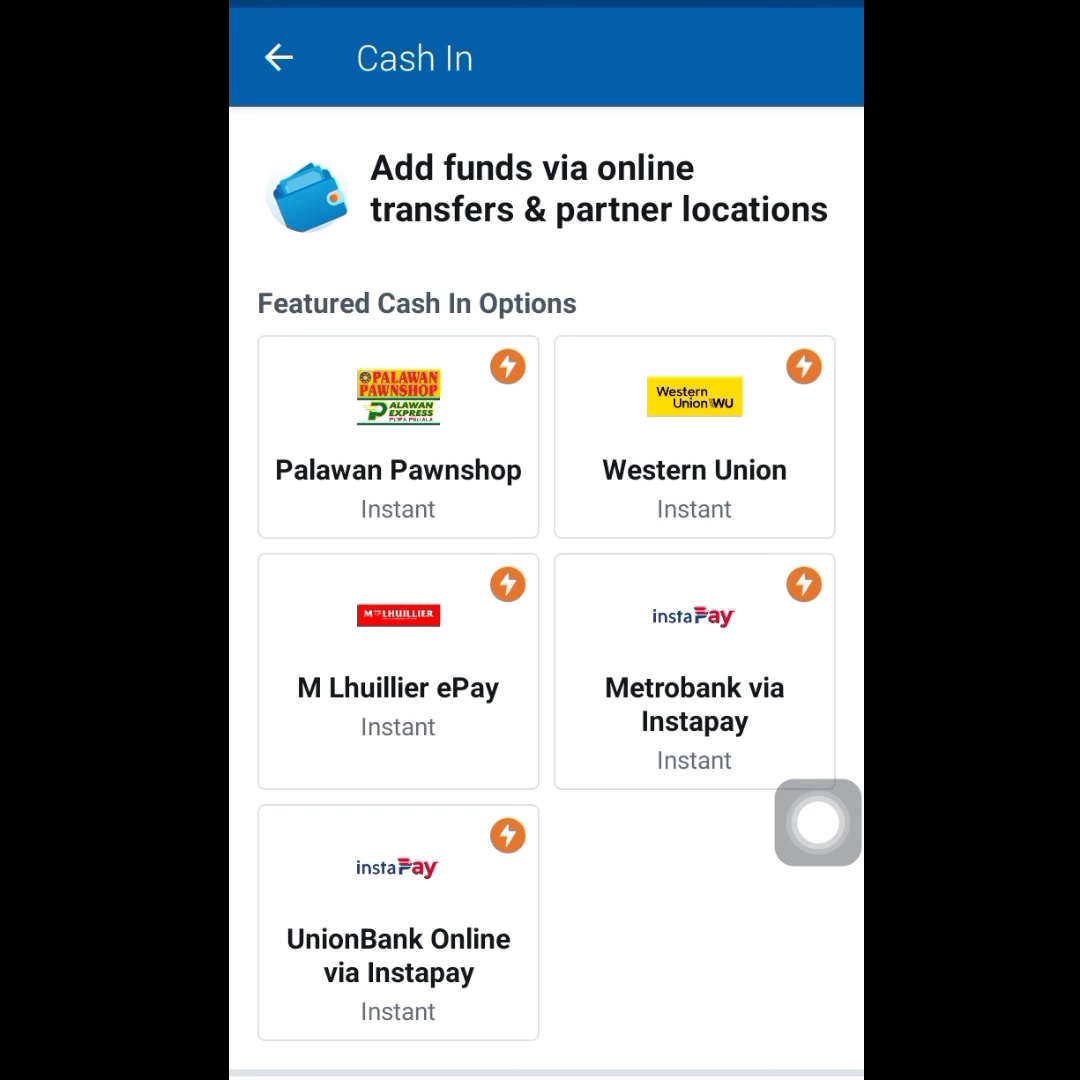 Cash In
Add funds via online
transfers & partner locations
Featured Cash In Options
PALAWAN
PAWNSHOP
PALAWAN
EXPRESS
PERA PADALA
Palawan Pawnshop
Instant
Western
Union WU
Western Union
Instant
M LHUILLIER
M Lhuillier ePay
Instant
instaPay
Metrobank via
Instapay
Instant
instaPay
UnionBank Online
via Instapay
Instant